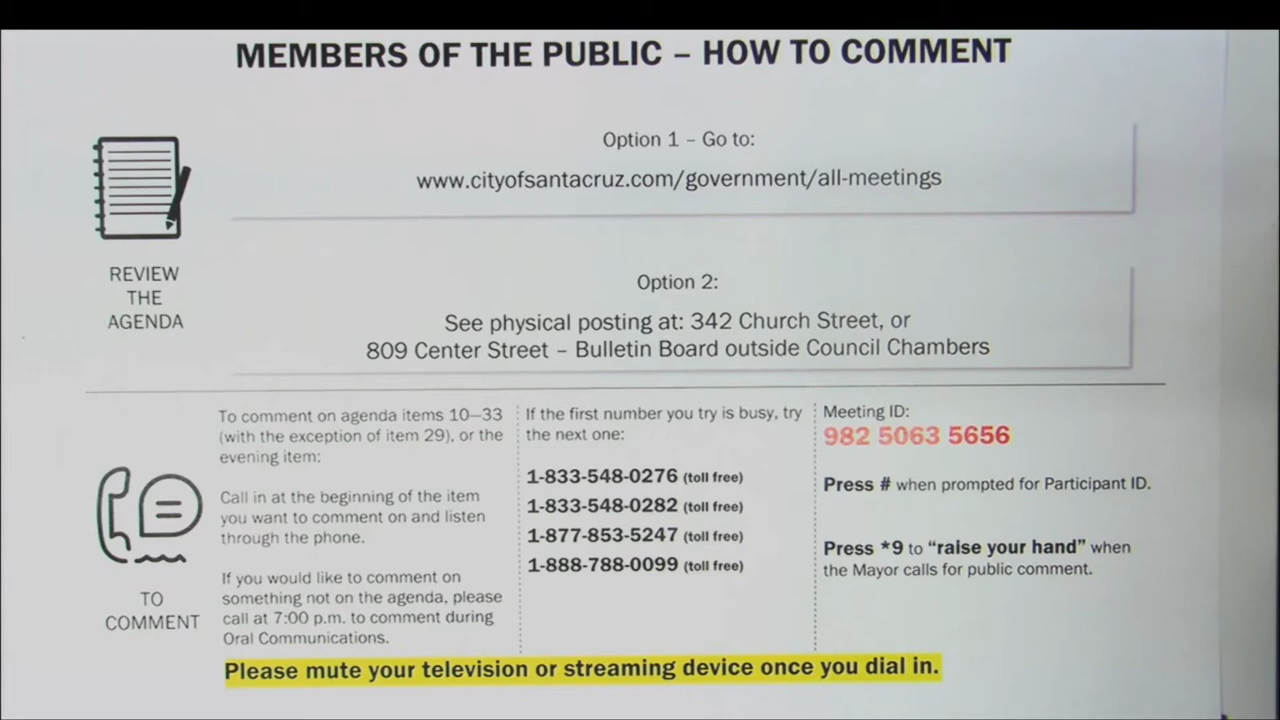 MEMBERS OF THE PUBLIC – HOW TO COMMENT
Option 1 – Go to:
www.cityofsantacruz.com/government/all-meetings
REVIEW
THE
AGENDA
Option 2:
See physical posting at: 342 Church Street, or
809 Center Street – Bulletin Board outside Council Chambers
TO
COMMENT
To comment on agenda items 10–33
(with the exception of item 29), or the
evening item:
Call in at the beginning of the item
you want to comment on and listen
through the phone.
If you would like to comment on
something not on the agenda, please
call at 7:00 p.m. to comment during
Oral Communications.
If the first number you try is busy, try
the next one:
1-833-548-0276 (toll free)
1-833-548-0282 (toll free)
1-877-853-5247 (toll free)
1-888-788-0099 (toll free)
Meeting ID:
982 5063 5656
Press # when prompted for Participant ID.
Press *9 to “raise your hand” when
the Mayor calls for public comment.
Please mute your television or streaming device once you dial in.